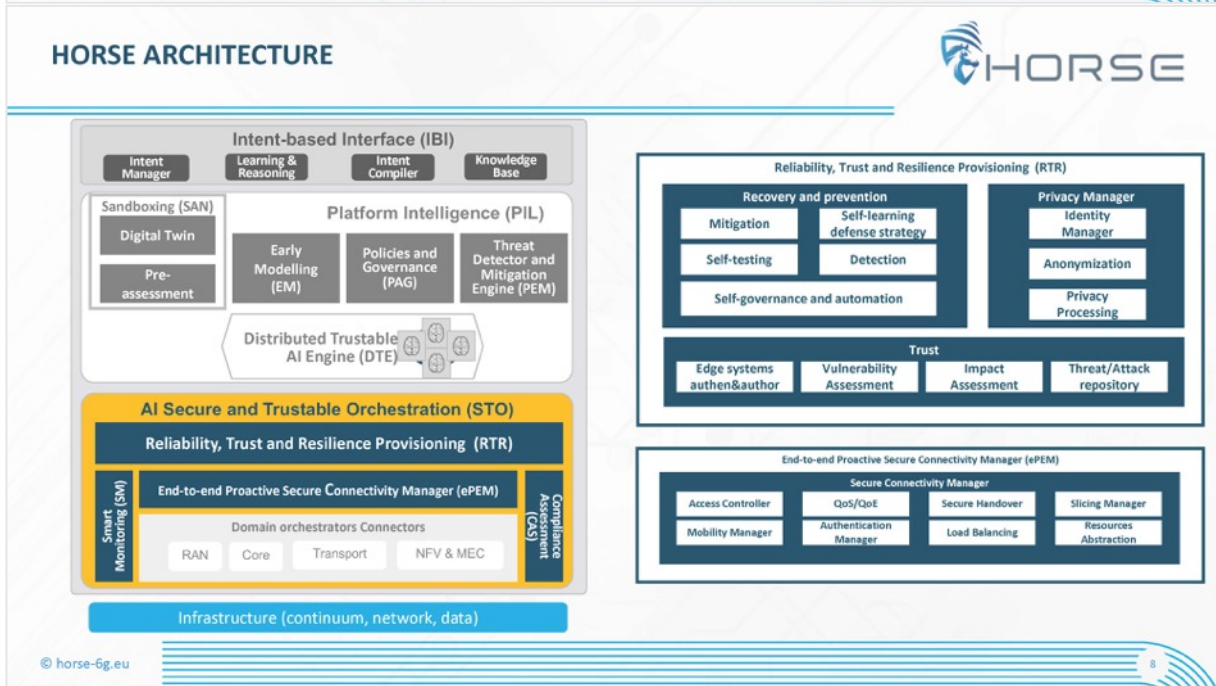 HORSE ARCHITECTURE
HORSE
Intent-based Interface (IBI)
Intent
Manager
Learning &
Reasoning
Intent
Compiler
Knowledge
Base
Sandboxing (SAN)
Digital Twin
Pre-
assessment
Platform Intelligence (PIL)
Early
Modelling
(EM)
Policies and
Governance
(PAG)
Threat
Detector and
Mitigation
Engine (PEM)
Distributed Trustable
AI Engine (DTE)
AI Secure and Trustable Orchestration (STO)
Reliability, Trust and Resilience Provisioning (RTR)
Smart
Monitoring (SM)
End-to-end Proactive Secure Connectivity Manager (ePEM)
Domain orchestrators Connectors
RAN
Core
Transport
NFV & MEC
Compliance
Assessment
(CAS)
Infrastructure (continuum, network, data)
Reliability, Trust and Resilience Provisioning (RTR)
Recovery and prevention
Mitigation
Self-learning
defense strategy
Self-testing
Detection
Self-governance and automation
Privacy Manager
Identity
Manager
Anonymization
Privacy
Processing
Trust
Edge systems
authen&author
Vulnerability
Assessment
Impact
Assessment
Threat/Attack
repository
End-to-end Proactive Secure Connectivity Manager (ePEM)
Secure Connectivity Manager
Access Controller
QoS/QoE
Secure Handover
Slicing Manager
Mobility Manager
Authentication
Manager
Load Balancing
Resources
Abstraction
© horse-6g.eu
8